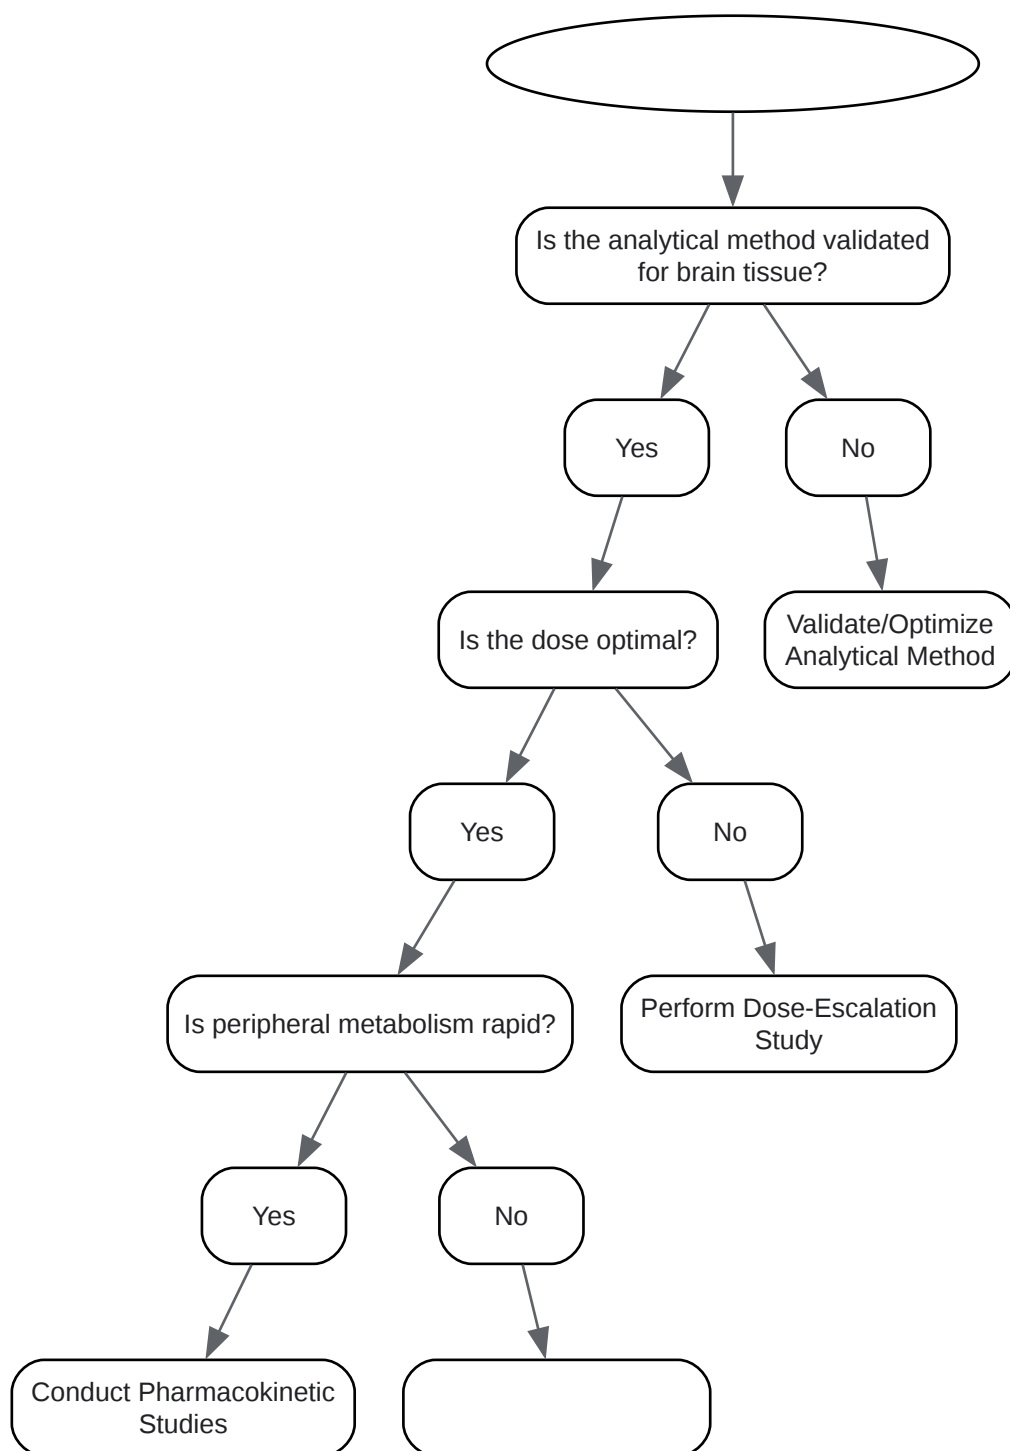 Is the analytical method validated
for brain tissue?
Yes
No
Is the dose optimal?
Validate/Optimize
Analytical Method
Yes
No
Is peripheral metabolism rapid?
Perform Dose-Escalation
Study
Yes
No
Conduct Pharmacokinetic
Studies